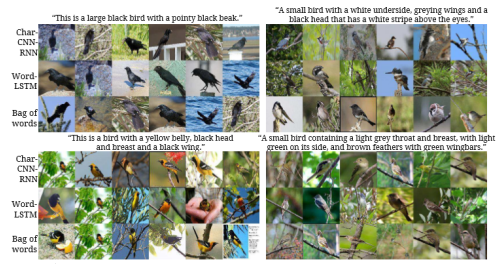 "This is a large black bird with a pointy black beak."
Char-
CNN-
RNN
Word-
LSTM
Bag of
words
"A small bird with a white underside, greying wings and a
black head that has a white stripe above the eyes."
"This is a bird with a yellow belly, black head
and breast and a black wing."
Char-
CNN-
RNN
Word-
LSTM
Bag of
words
"A small bird containing a light grey throat and breast, with light
green on its side, and brown feathers with green wingbars."